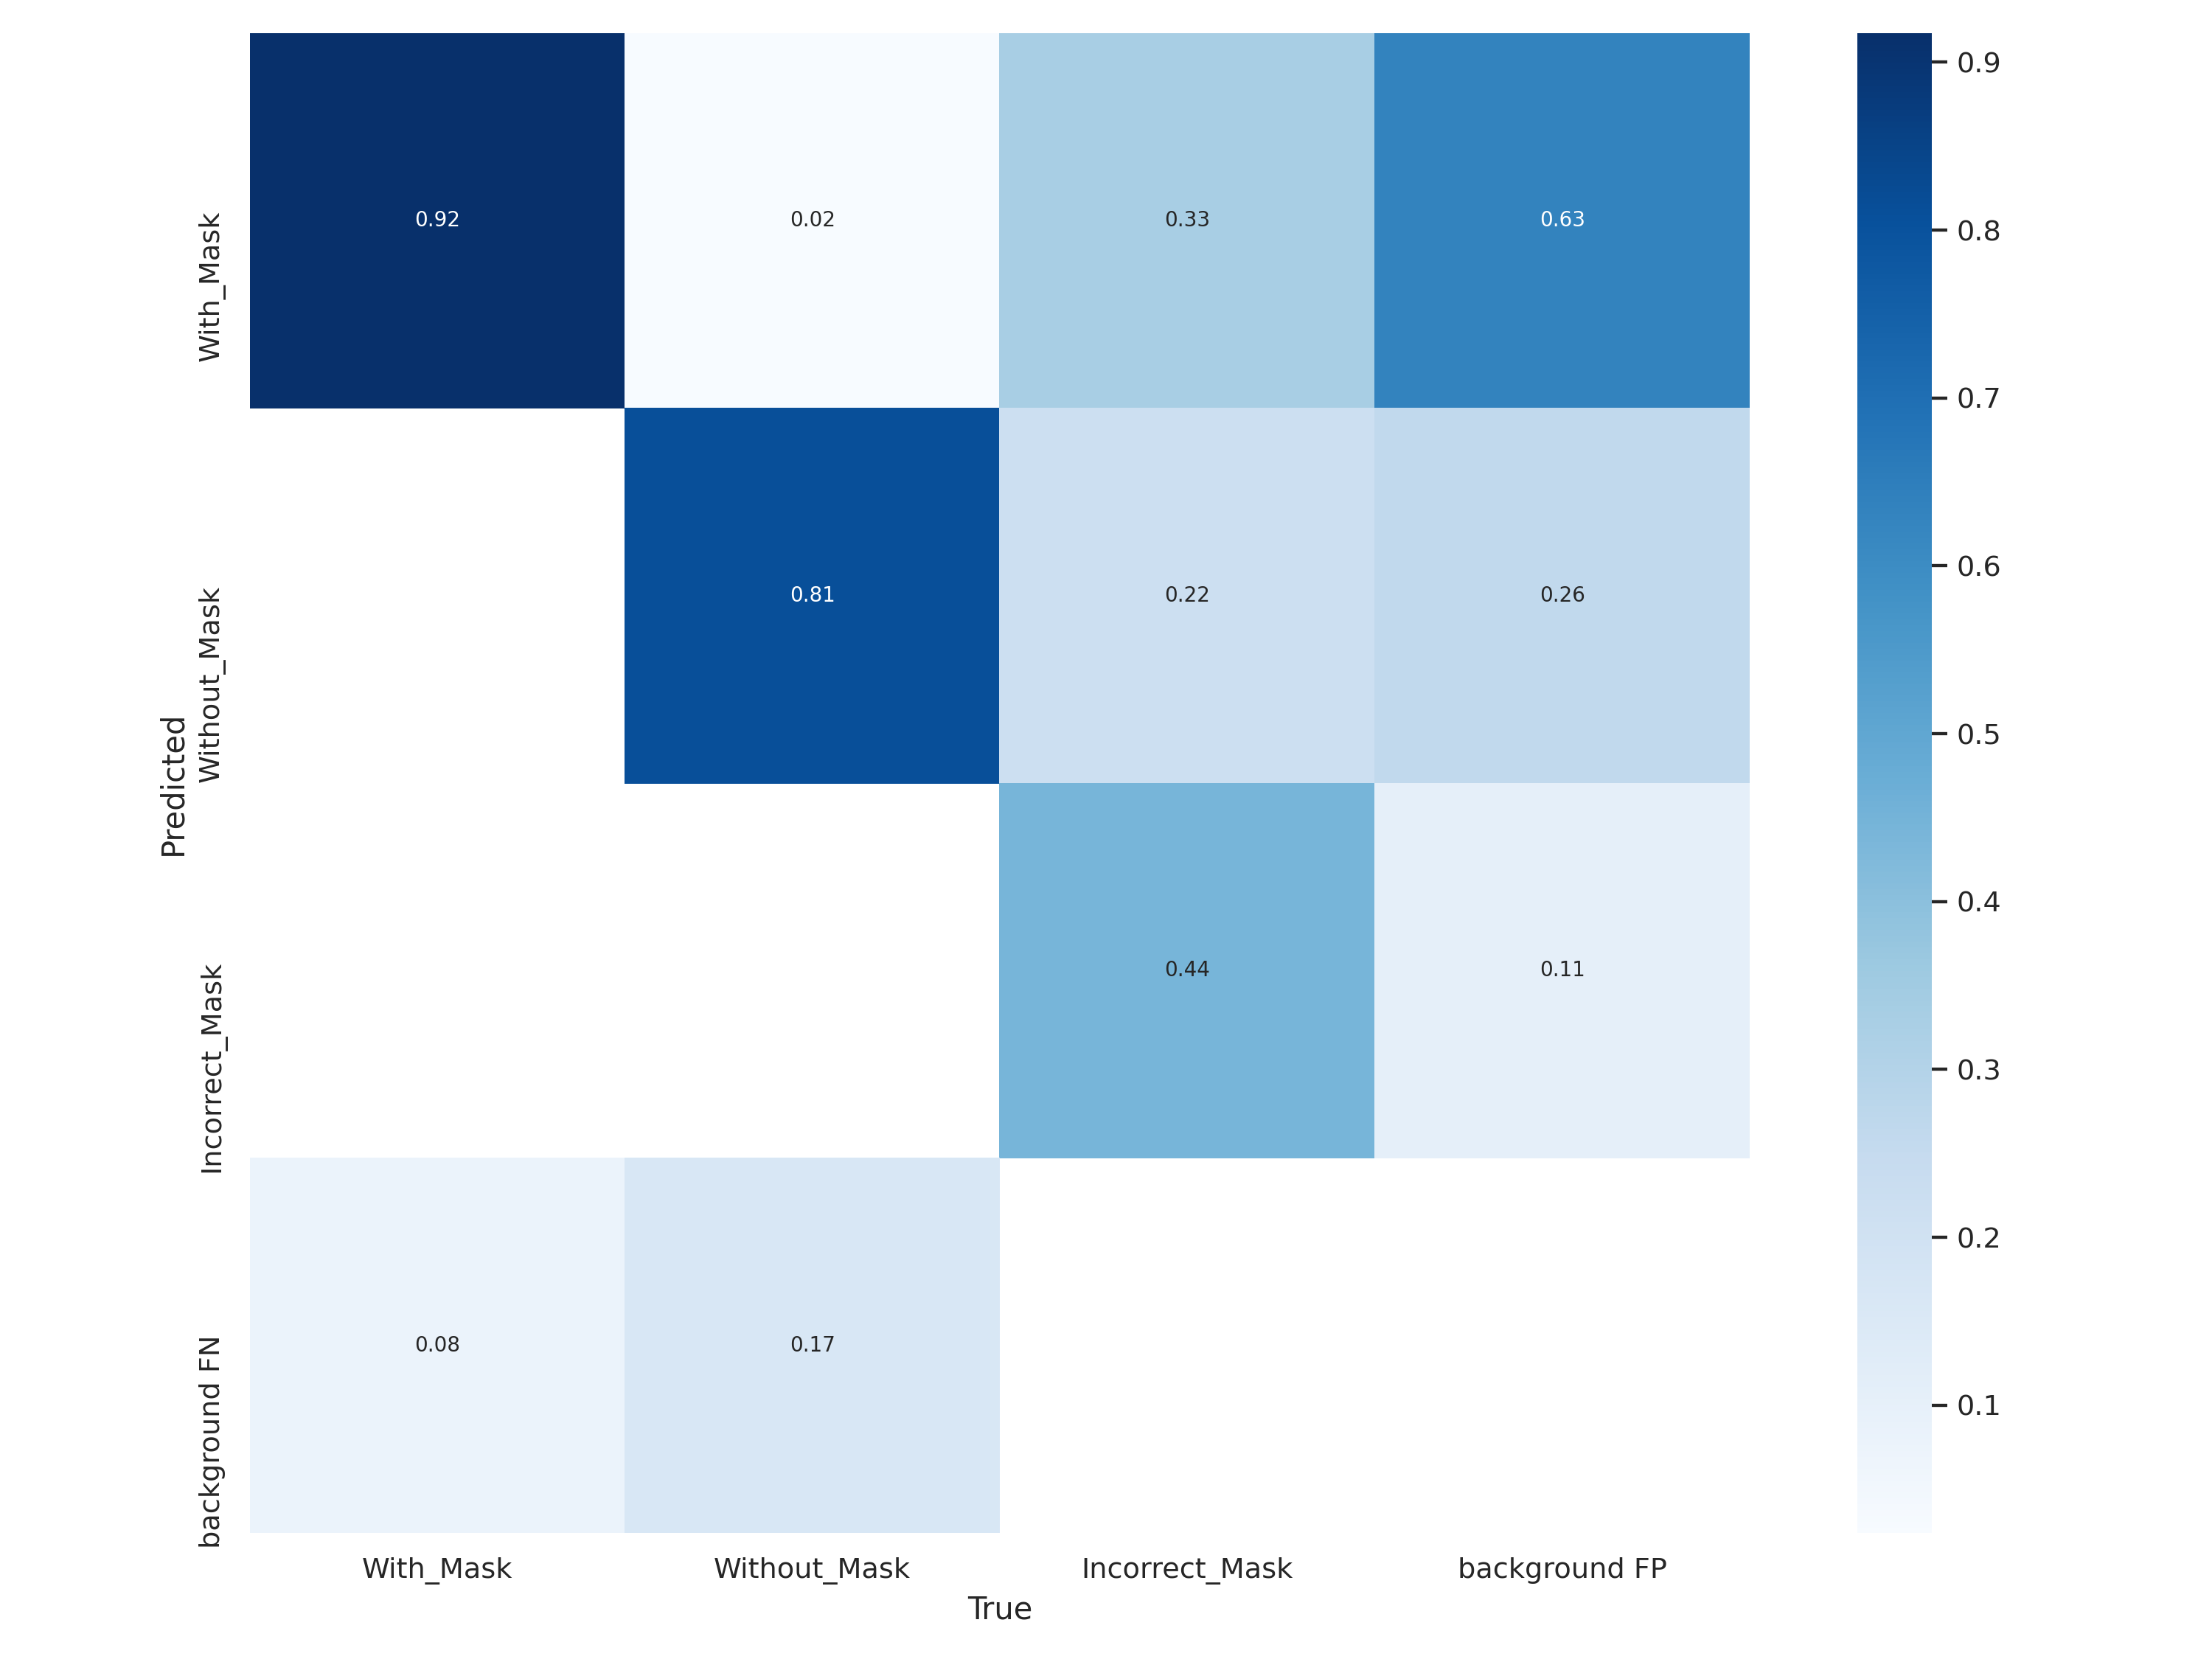 With_Mask
Without_Mask
Incorrect_Mask
background FN
Predicted
0.92 0.02 0.33 0.63
0.81 0.22 0.26
0.44 0.11
0.08 0.17
With_Mask Without_Mask Incorrect_Mask background FP
True
0.9
0.8
0.7
0.6
0.5
0.4
0.3
0.2
0.1